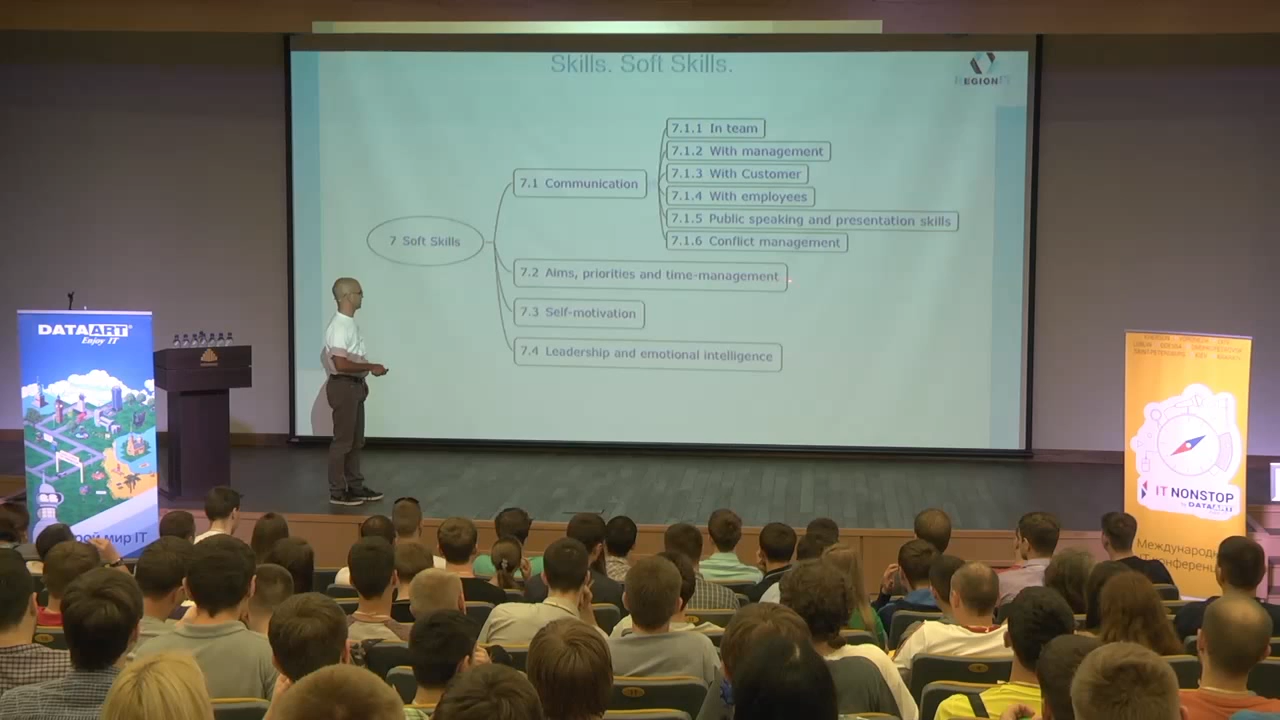 Skills. Soft Skills.
REGION IT
7 Soft Skills
7.1 Communication
7.1.1 In team
7.1.2 With management
7.1.3 With Customer
7.1.4 With employees
7.1.5 Public speaking and presentation skills
7.1.6 Conflict management
7.2 Aims, priorities and time-management
7.3 Self-motivation
7.4 Leadership and emotional intelligence
DATAART
Enjoy IT
мир IT
IT NONSTOP
by DATAART